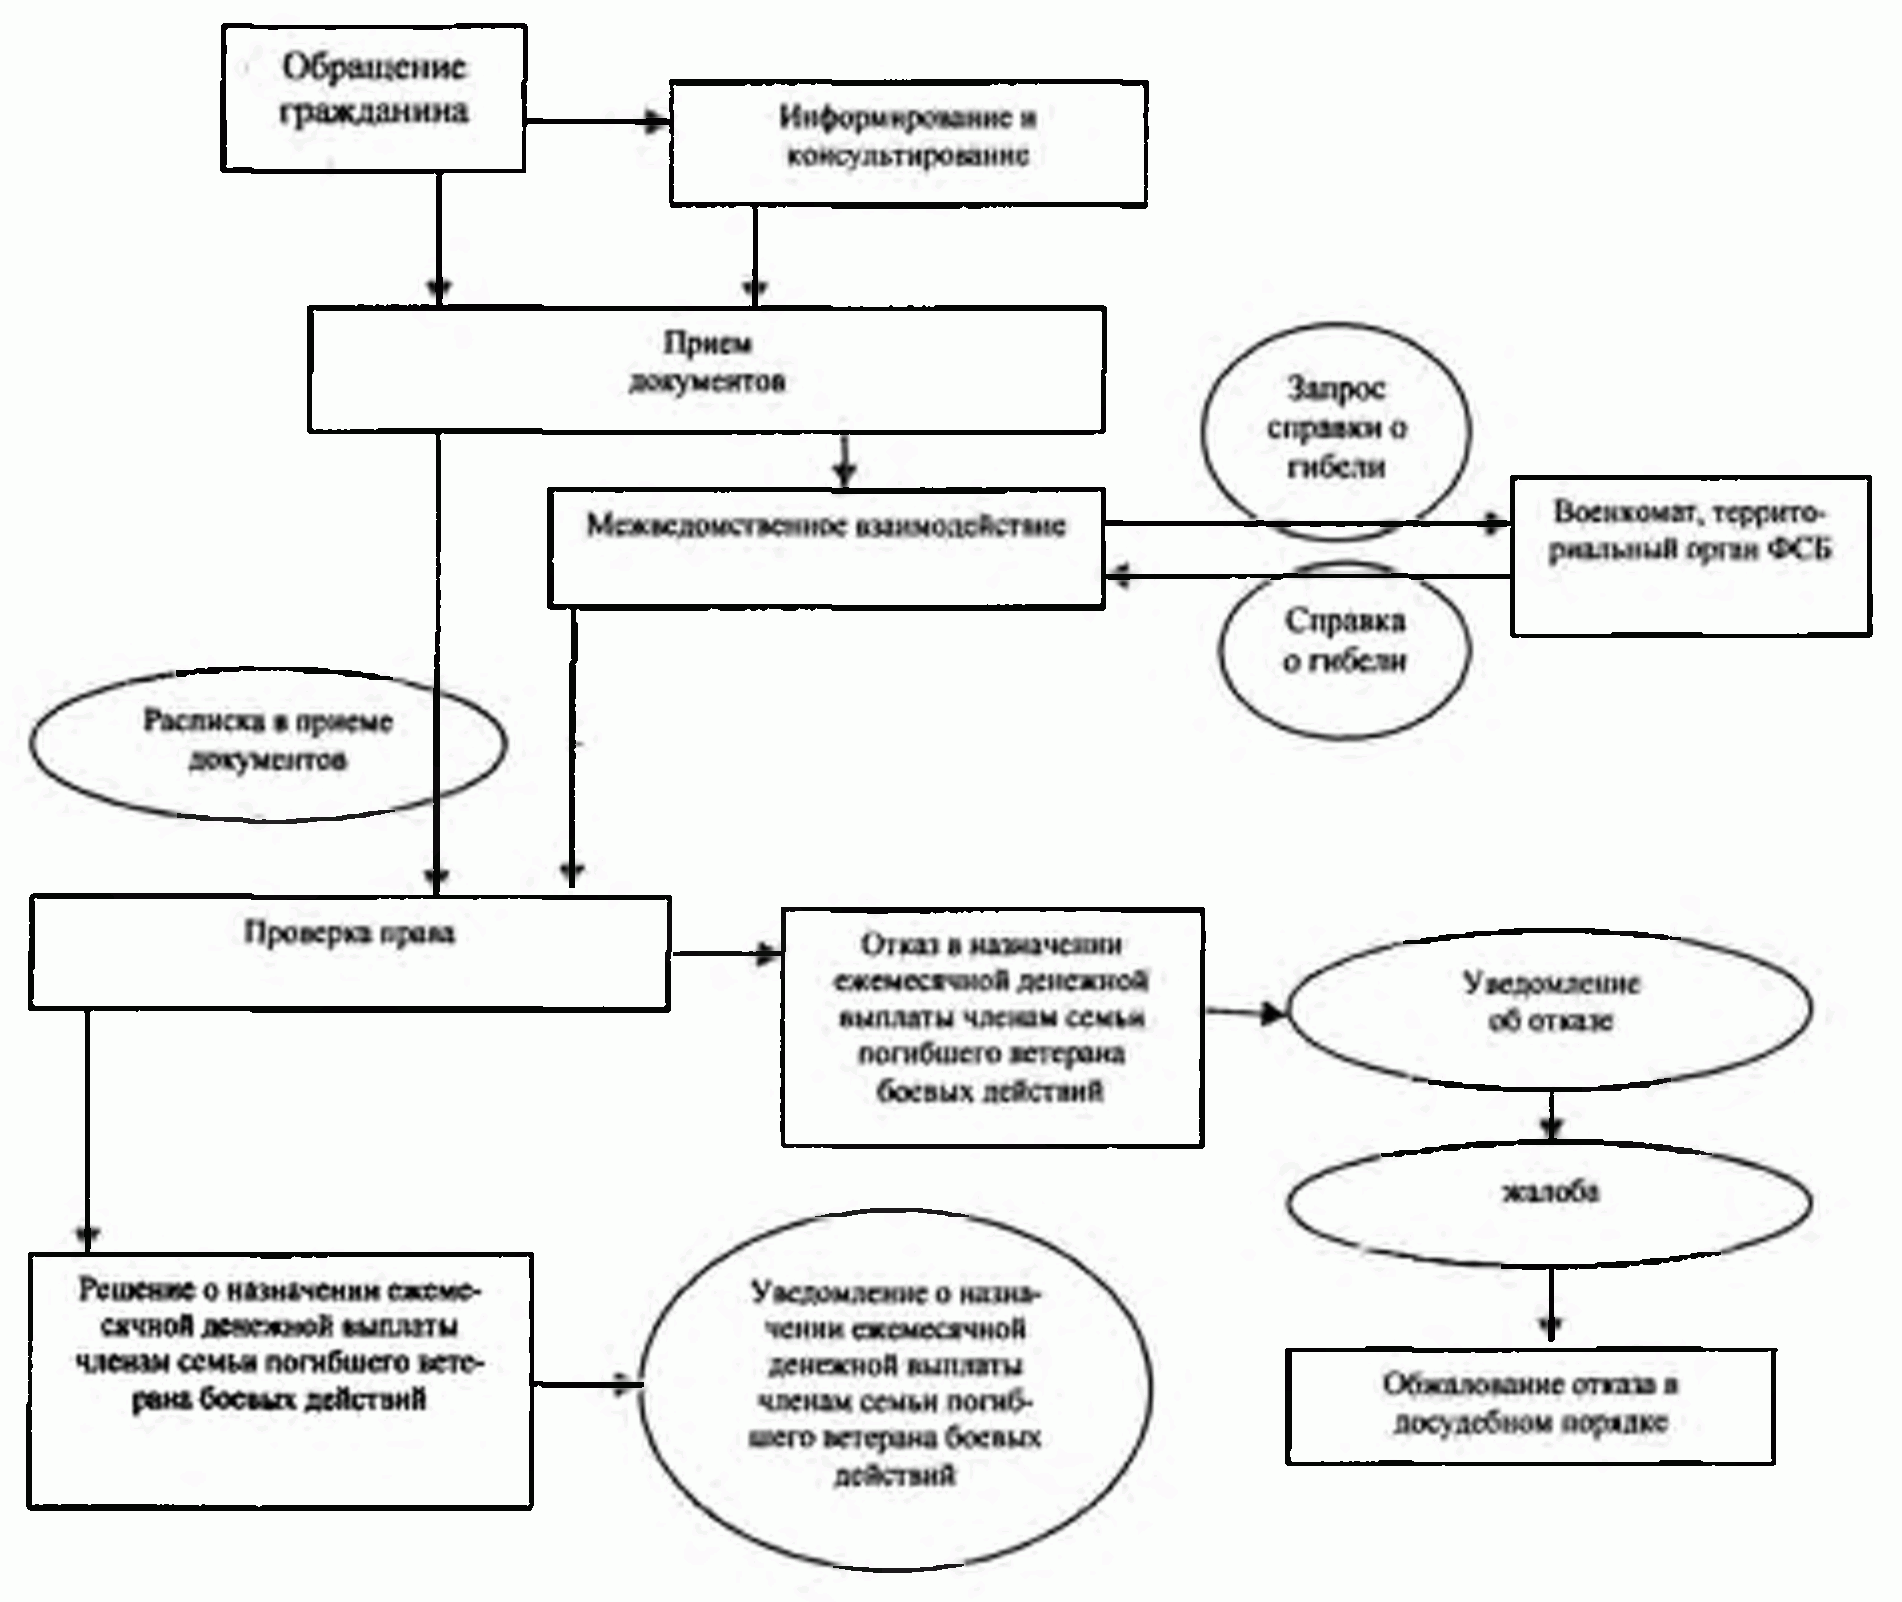 Обращение
гражданина
Информирование и
консультирование
Прием
документов
Запрос
справки о
гибели
Межведомственное взаимодействие
Военкомат, террито-
риальный орган ФСБ
Справка
о гибели
Расписка в приеме
документов
Проверка права
Отказ в назначении
ежемесячной денежной
выплаты членам семьи
погибшего ветерана
боевых действий
Уведомление
об отказе
жалоба
Решение о назначении ежеме-
сячной денежной выплаты
членам семьи погибшего вете-
рана боевых действий
Уведомление о назна-
чении ежемесячной
денежной выплаты
членам семьи погиб-
шего ветерана боевых
действий
Обжалование отказа в
досудебном порядке